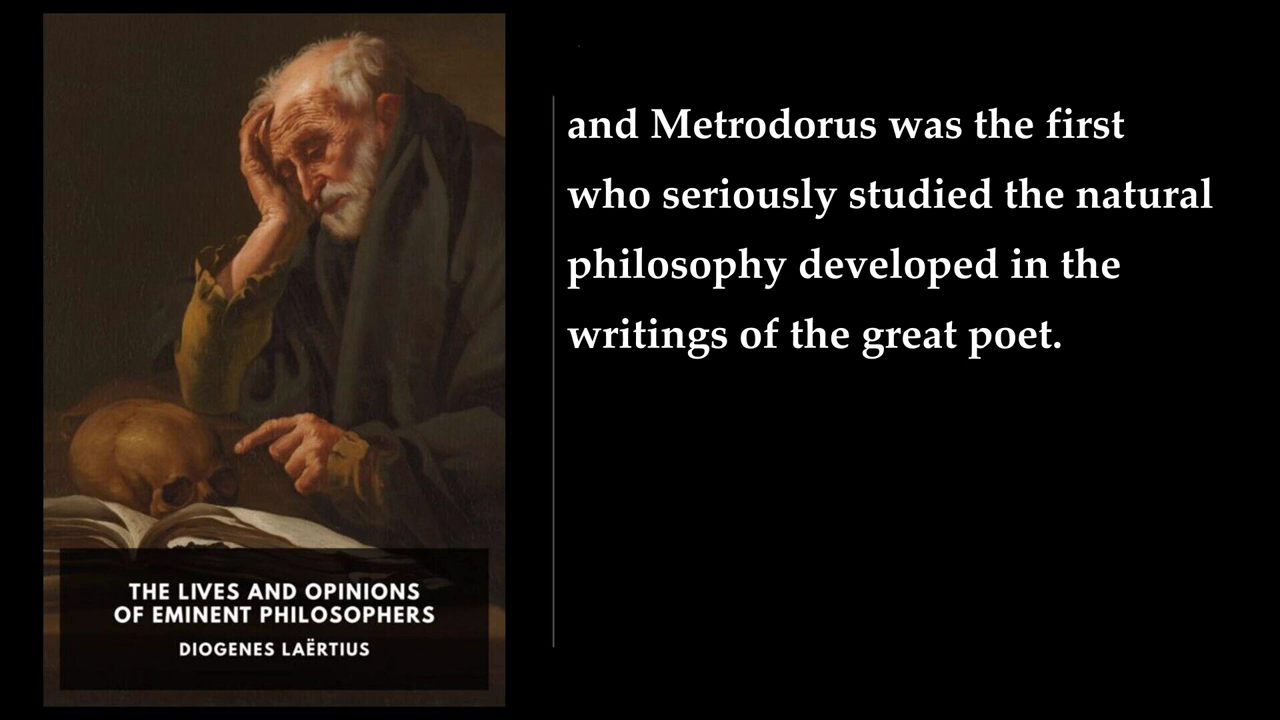 THE LIVES AND OPINIONS
OF EMINENT PHILOSOPHERS
DIOGENES LAËRTIUS
and Metrodorus was the first
who seriously studied the natural
philosophy developed in the
writings of the great poet.